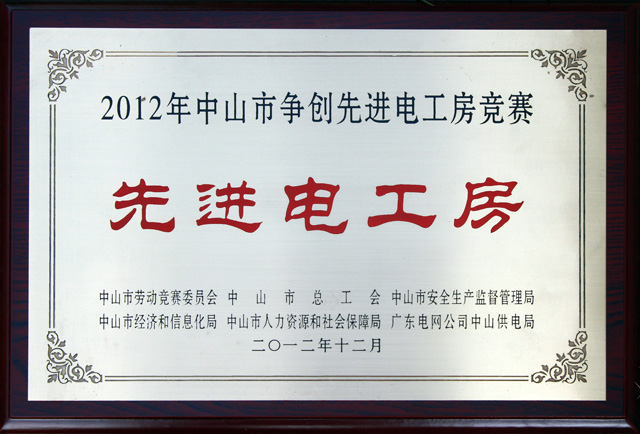 2012年中山市争创先进电工房竞赛
先进电工房
中山市劳动竞赛委员会 中山市总工会 中山市安全生产监督管理局
中山市经济和信息化局 中山市人力资源和社会保障局 广东电网公司中山供电局
二〇一二年十二月